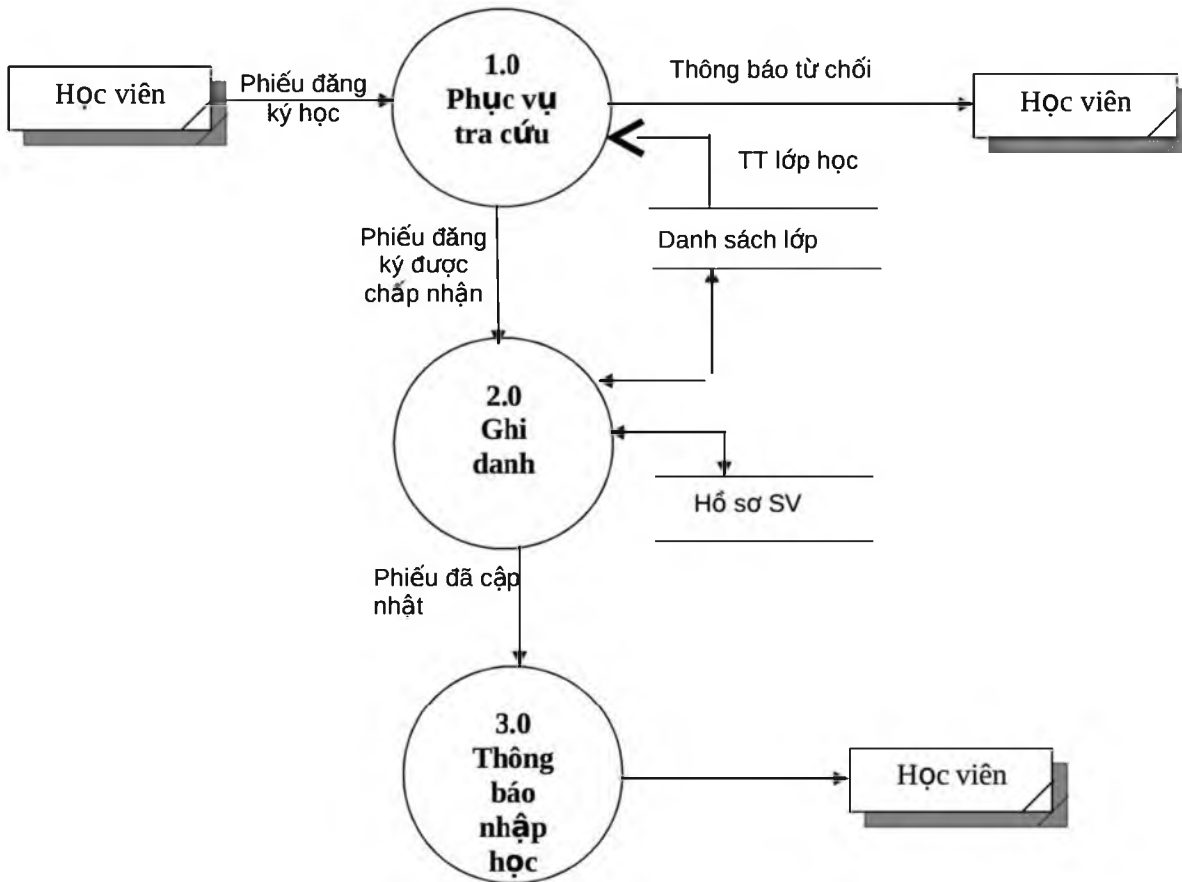 Học viên
Phiếu đăng
ký học
1.0
Phục vụ
tra cứu
Thông báo từ chối
Học viên
TT lớp học
Danh sách lớp
Phiếu đăng
ký được
chấp nhận
2.0
Ghi
danh
Hồ sơ SV
Phiếu đã cập
nhật
3.0
Thông
báo
nhập
học
Học viên